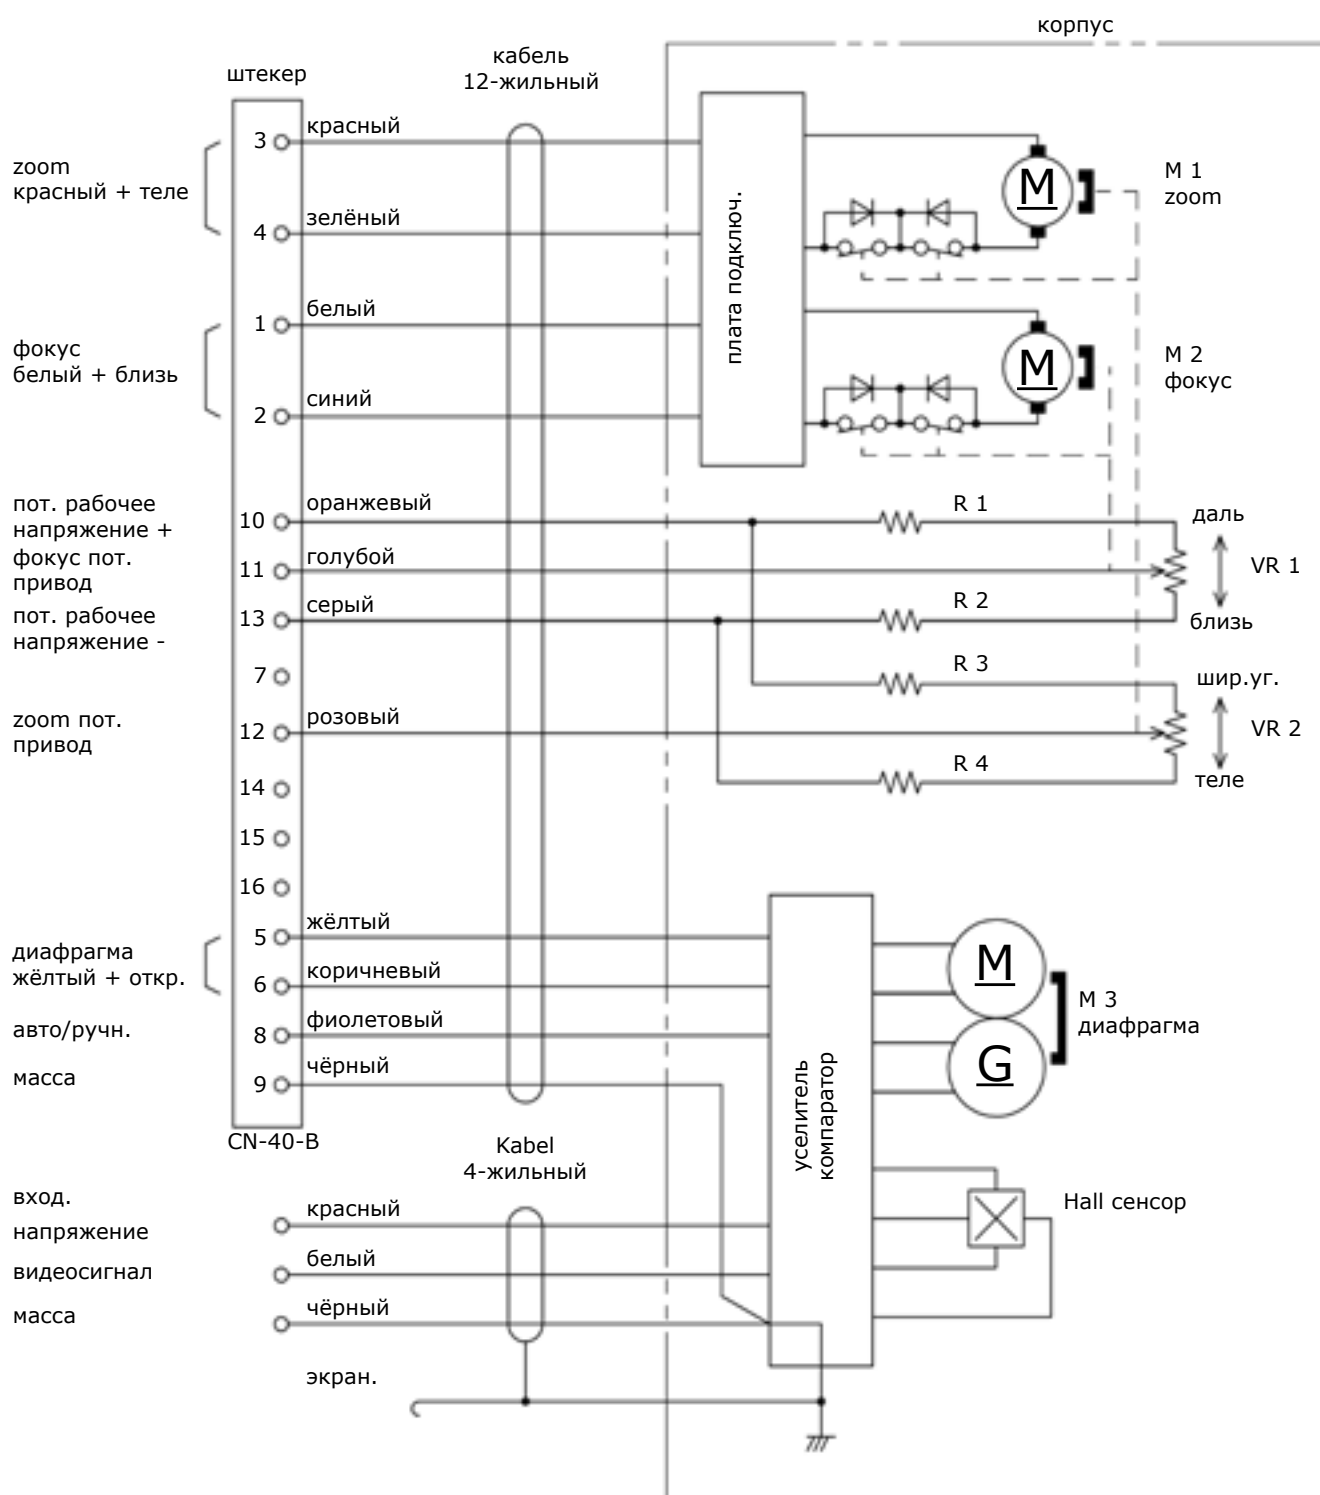 корпус
кабель
12-жильный
штекер
3
красный
zoom
красный + теле
4
зелёный
M
М 1
zoom
плата подключ.
1
белый
фокус
белый + близь
2
синий
M
М 2
фокус
пот. рабочее
напряжение +
10
оранжевый
R 1
даль
фокус пот.
привод
11
голубой
VR 1
пот. рабочее
напряжение -
13
серый
R 2
близь
7
R 3
шир.уг.
zoom пот.
привод
12
розовый
VR 2
R 4
теле
14
15
16
5
жёлтый
диафрагма
жёлтый + откр.
6
коричневый
M
G
М 3
диафрагма
авто/ручн.
8
фиолетовый
масса
9
чёрный
уселитель
компаратор
CN-40-B
Kabel
4-жильный
вход.
напряжение
красный
Hall сенсор
видеосигнал
белый
масса
чёрный
экран.